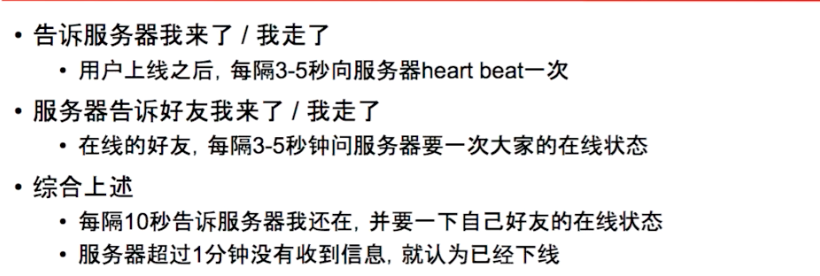 • 告诉服务器我来了 / 我走了
• 用户上线之后, 每隔3-5秒向服务器heart beat一次
• 服务器告诉好友我来了 / 我走了
• 在线的好友, 每隔3-5秒钟问服务器要一次大家的在线状态
• 综合上述
• 每隔10秒告诉服务器我还在, 并要一下自己好友的在线状态
• 服务器超过1分钟没有收到信息, 就认为已经下线